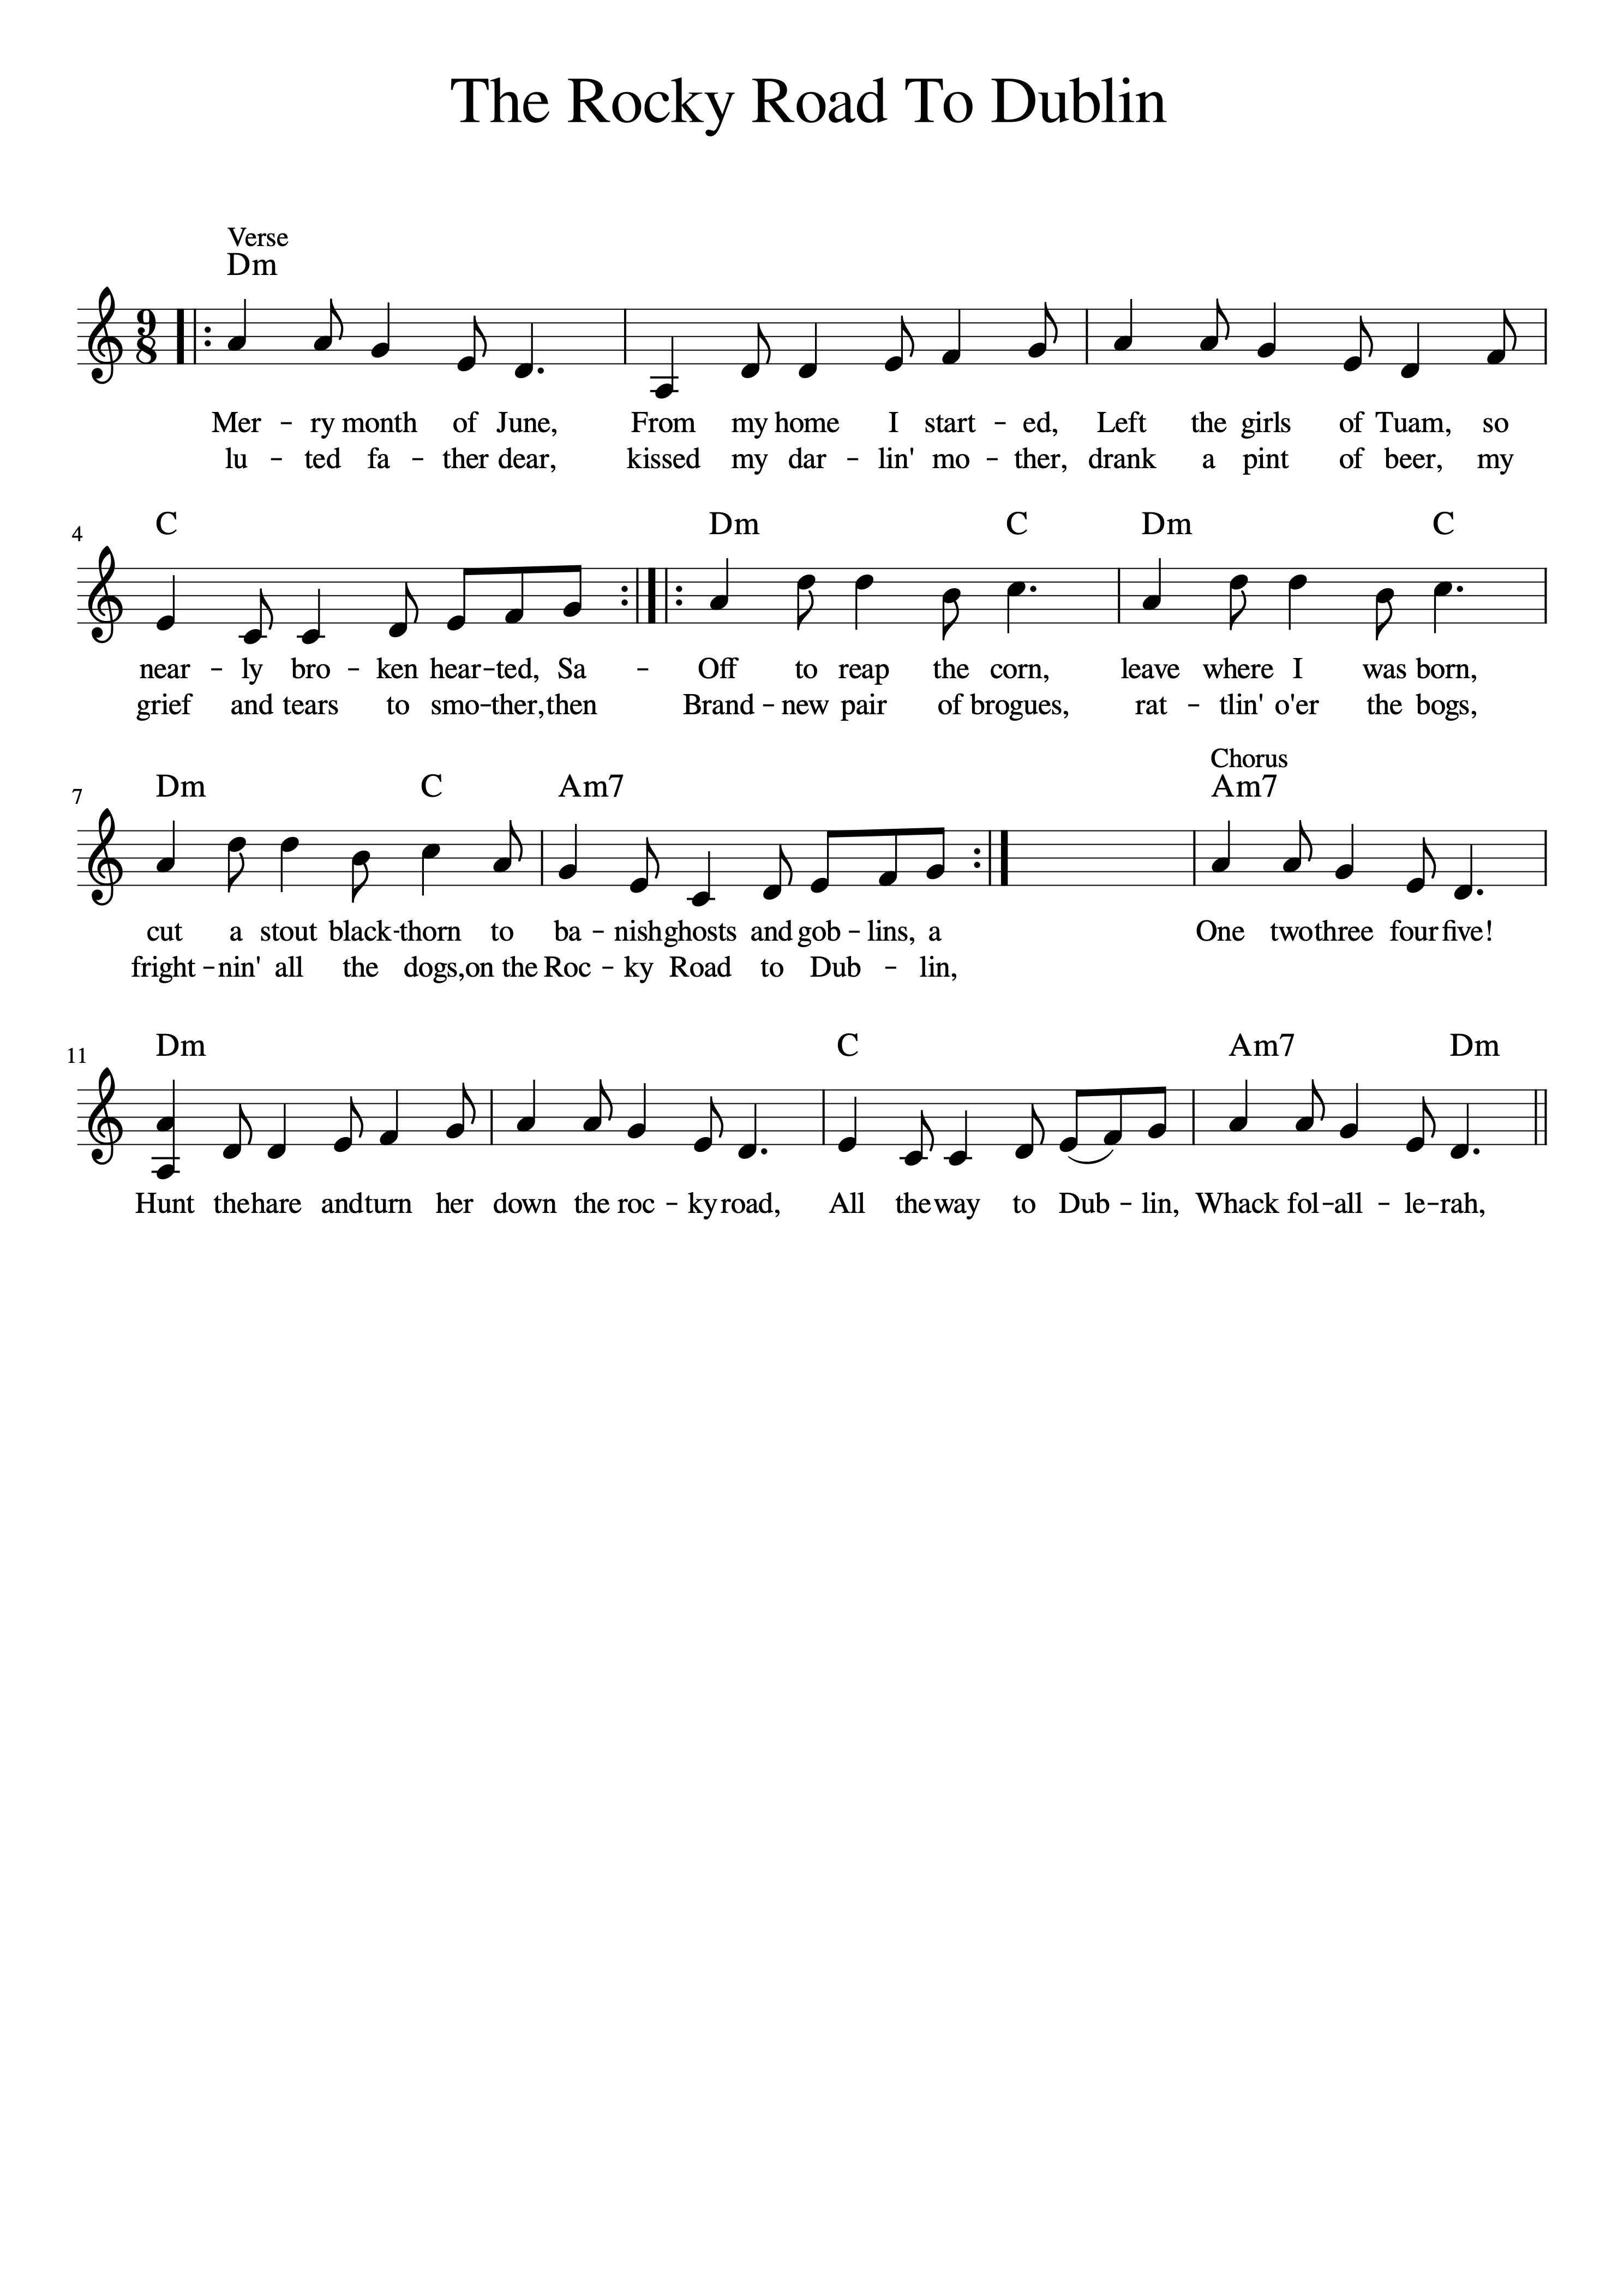 The Rocky Road To Dublin
Verse
Dm
9
8
Mer - ry month of June, From my home I start - ed, Left the girls of Tuam, so
lu - ted fa - ther dear, kissed my dar - lin' mo - ther, drank a pint of beer, my
4
C Dm C Dm C
near - ly bro - ken hear - ted, Sa - Off to reap the corn, leave where I was born,
grief and tears to smo - ther, then Brand - new pair of brogues, rat - tlin' o'er the bogs,
Chorus
7
Dm C Am7 Am7
cut a stout black - thorn to ba - nish ghosts and gob - lins, a One two three four five!
fright - nin' all the dogs, on the Roc - ky Road to Dub - lin,
11
Dm C Am7 Dm
Hunt the hare and turn her down the roc - ky road, All the way to Dub - lin, Whack fol - all - le - rah,